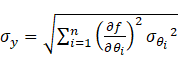 σ_y = √(∑_{i=1}^{n} (∂f/∂θ_i)² σ_{θ_i}²)